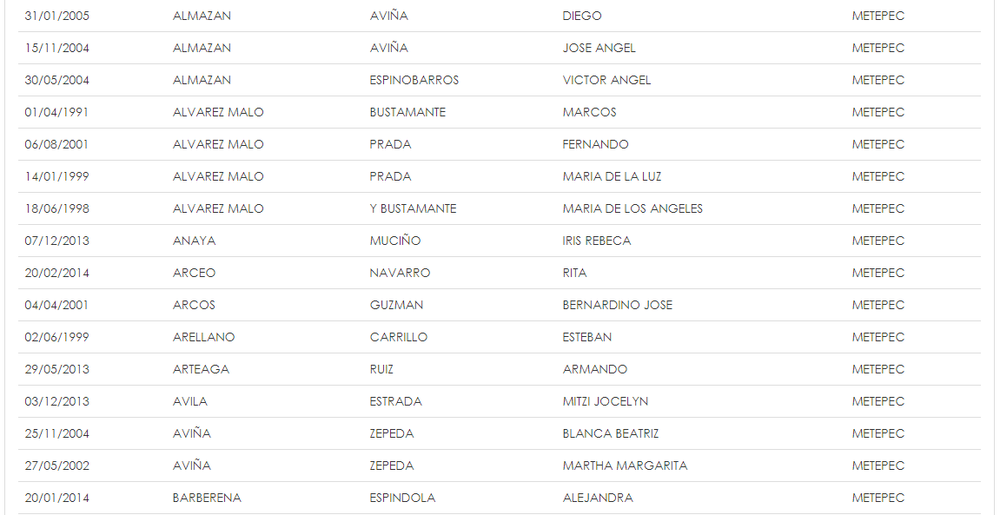 31/01/2005 ALMAZAN AVIÑA DIEGO METEPEC
15/11/2004 ALMAZAN AVIÑA JOSE ANGEL METEPEC
30/05/2004 ALMAZAN ESPINOBARROS VICTOR ANGEL METEPEC
01/04/1991 ALVAREZ MALO BUSTAMANTE MARCOS METEPEC
06/08/2001 ALVAREZ MALO PRADA FERNANDO METEPEC
14/01/1999 ALVAREZ MALO PRADA MARIA DE LA LUZ METEPEC
18/06/1998 ALVAREZ MALO Y BUSTAMANTE MARIA DE LOS ANGELES METEPEC
07/12/2013 ANAYA MUCIÑO IRIS REBECA METEPEC
20/02/2014 ARCEO NAVARRO RITA METEPEC
04/04/2001 ARCOS GUZMAN BERNARDINO JOSE METEPEC
02/06/1999 ARELLANO CARRILLO ESTEBAN METEPEC
29/05/2013 ARTEAGA RUIZ ARMANDO METEPEC
03/12/2013 AVILA ESTRADA MITZI JOCELYN METEPEC
25/11/2004 AVIÑA ZEPEDA BLANCA BEATRIZ METEPEC
27/05/2002 AVIÑA ZEPEDA MARTHA MARGARITA METEPEC
20/01/2014 BARBERENA ESPINDOLA ALEJANDRA METEPEC